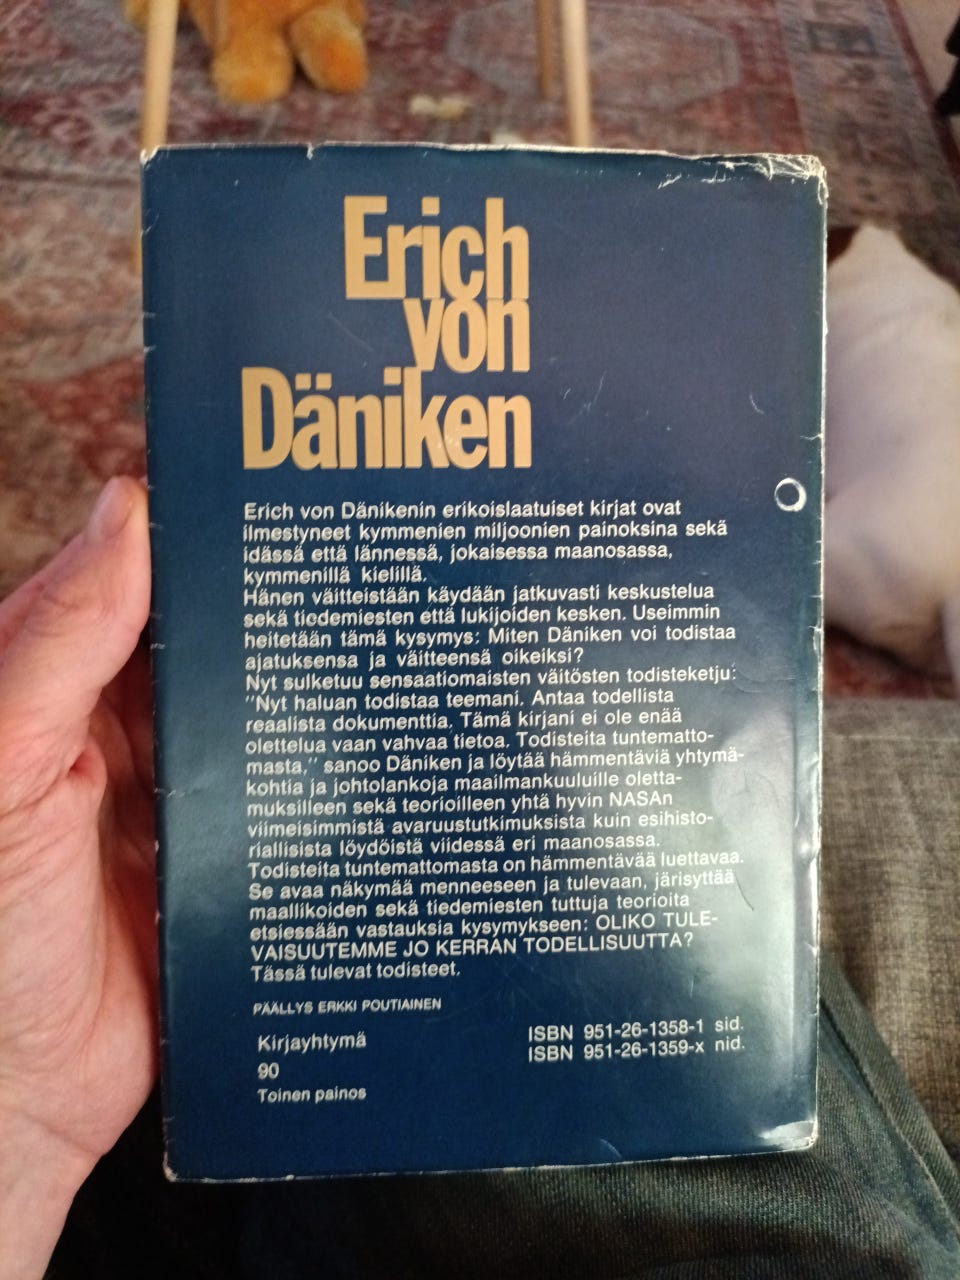 Erich
von
Däniken
Erich von Dänikenin erikoislaatuiset kirjat ovat
ilmestyneet kymmenien miljoonien painoksina sekä
idässä että lännessä, jokaisessa maanosassa,
kymmenillä kielillä.
Hänen väitteistään käydään jatkuvasti keskustelua
sekä tiedemiesten että lukijoiden kesken. Useimmin
heitetään tämä kysymys: Miten Däniken voi todistaa
ajatuksensa ja väitteensä oikeiksi?
Nyt sulketuu sensaatiomaisten väitösten todisteketju:
"Nyt haluan todistaa teemani. Antaa todellista
reaalista dokumenttia. Tämä kirjani ei ole enää
olettelua vaan vahvaa tietoa. Todisteita tuntematto-
masta," sanoo Däniken ja löytää hämmentäviä yhtymä-
kohtia ja johtolankoja maailmankuuluille oletta-
muksilleen sekä teorioilleen yhtä hyvin NASAn
viimeisimmistä avaruustutkimuksista kuin esihisto-
riallisista löydöistä viidessä eri maanosassa.
Todisteita tuntemattomasta on hämmentävää luettavaa.
Se avaa näkymää menneeseen ja tulevaan, järisyttää
maallikoiden sekä tiedemiesten tuttuja teorioita
etsiessään vastauksia kysymykseen: OLIKO TULE-
VAISUUTEMME JO KERRAN TODELLISUUTTA?
Tässä tulevat todisteet.
PÄÄLLYS ERKKI POUTIAINEN
Kirjayhtymä
90
Toinen painos
ISBN 951-26-1358-1 sid.
ISBN 951-26-1359-x nid.